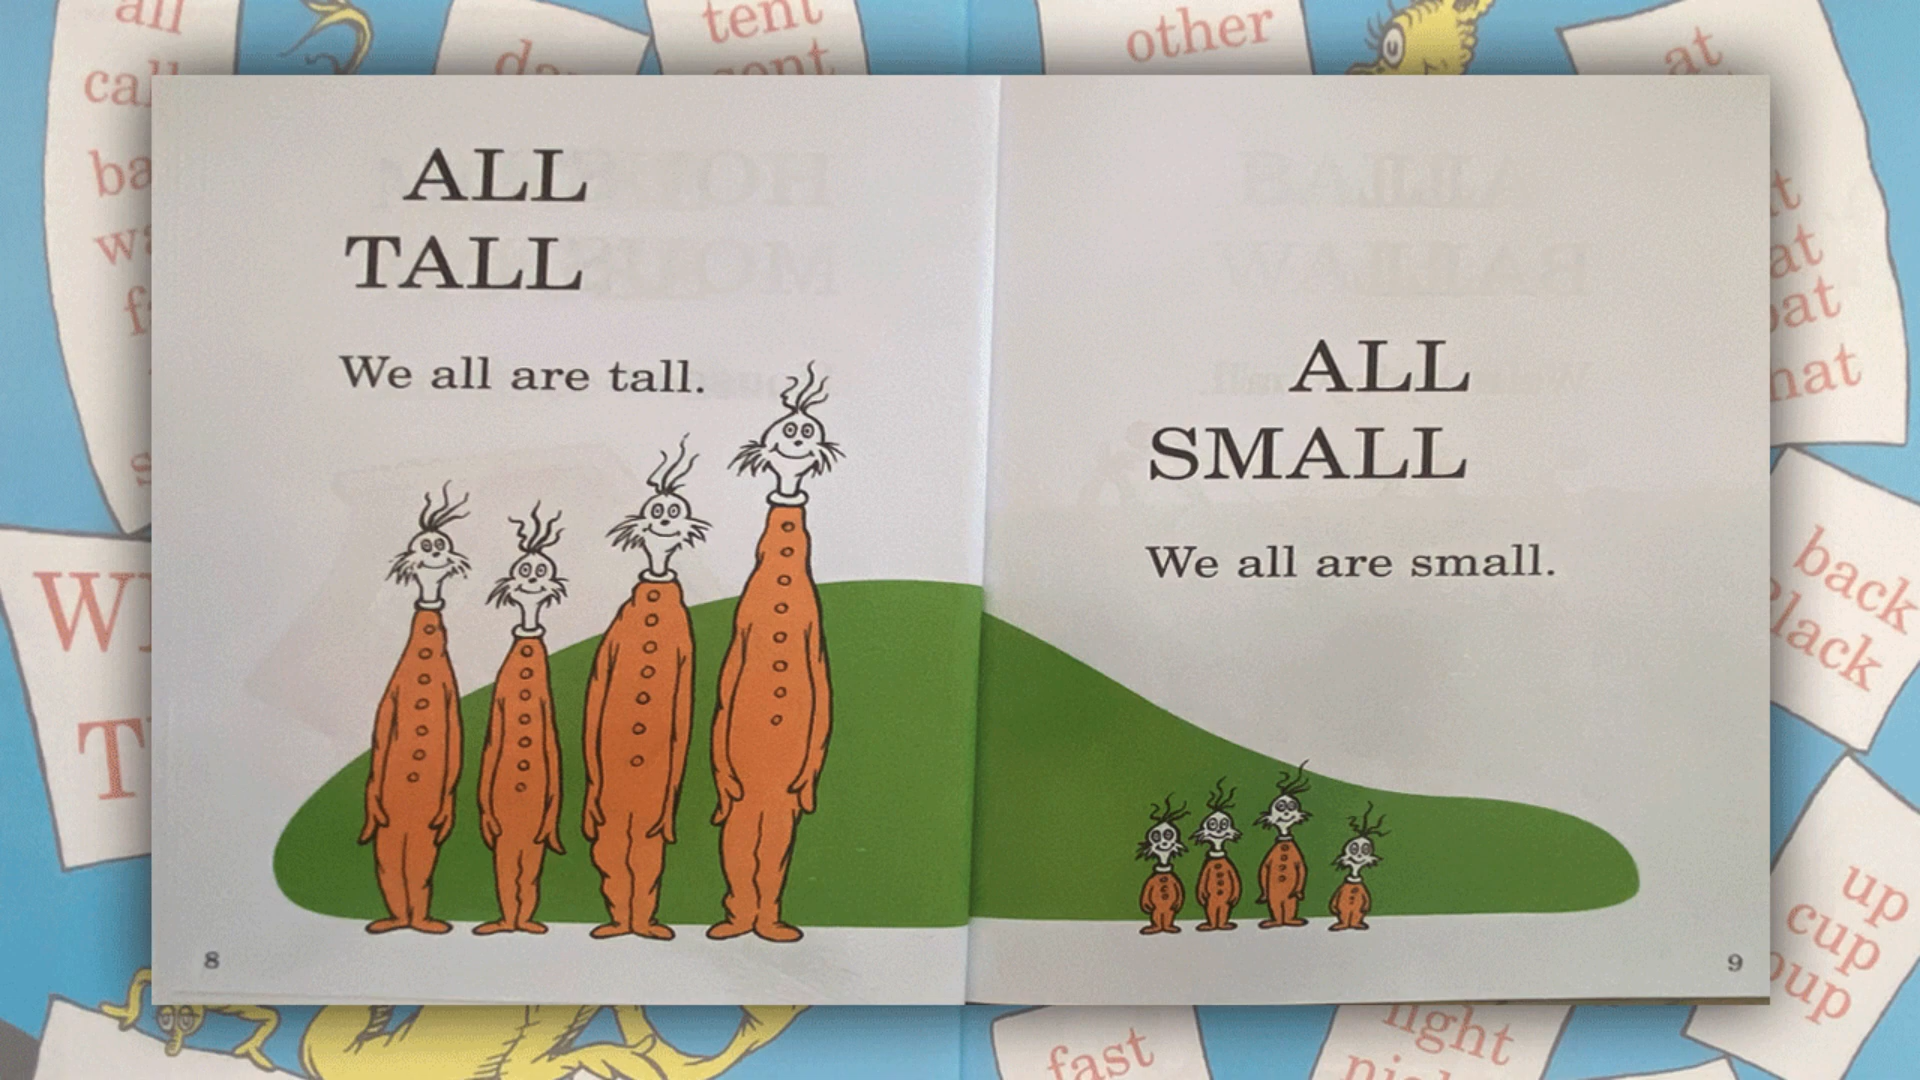 ALL
TALL
We all are tall.
8
ALL
SMALL
We all are small.
9
all
tent
other
at
back
up
cup
fast